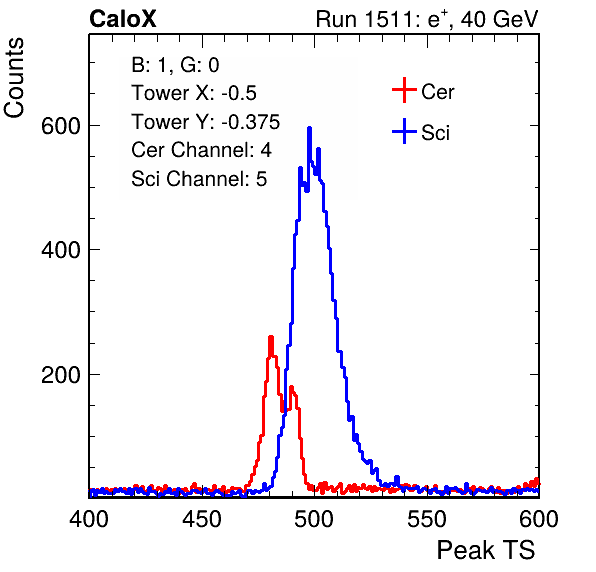 CaloX Run 1511: e⁺, 40 GeV
Counts
B: 1, G: 0
Tower X: -0.5
Tower Y: -0.375
Cer Channel: 4
Sci Channel: 5
Cer
Sci
600
400
200
400 450 500 550 600
Peak TS